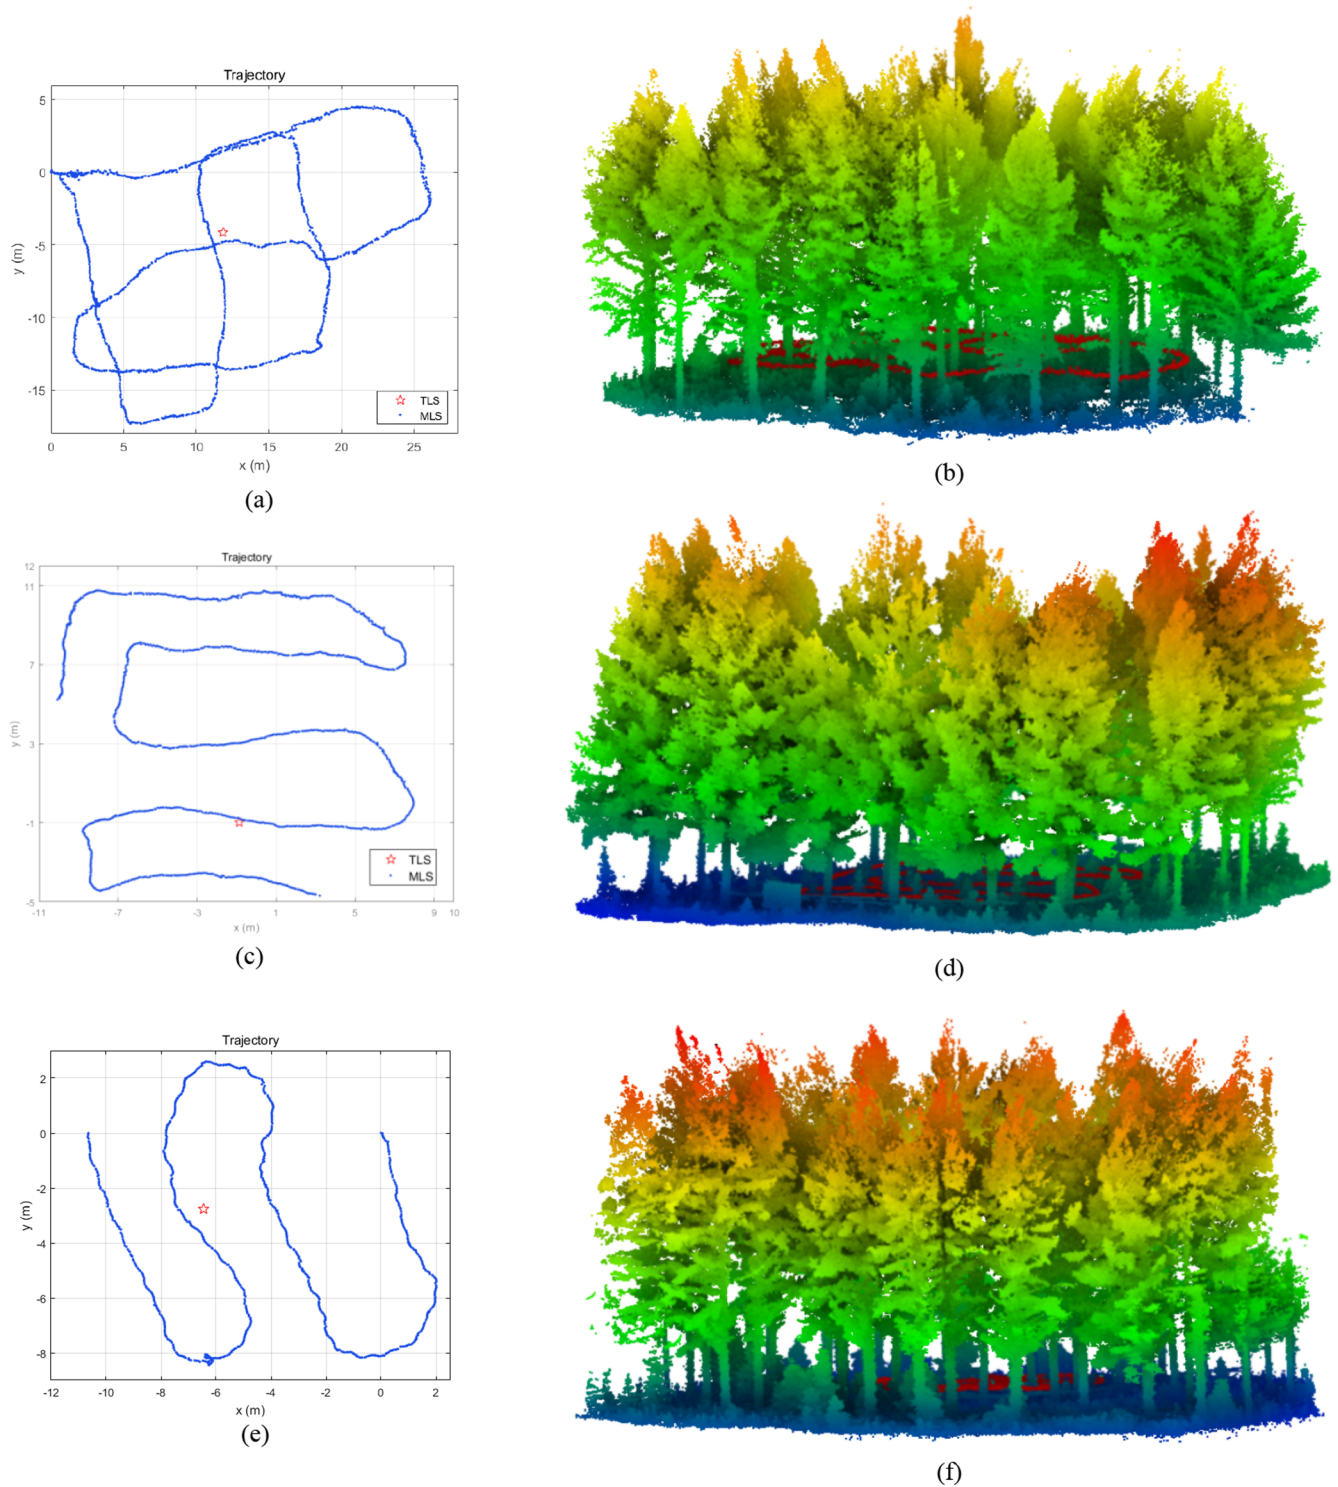 Trajectory
5
0
-5
-10
-15
y (m)
0 5 10 15 20 25
x (m)
TLS
MLS
(a)
(b)
Trajectory
12
11
7
3
-1
-5
y (m)
-11 -7 -3 1 5 9 10
x (m)
TLS
MLS
(c)
(d)
Trajectory
2
0
-2
-4
-6
-8
y (m)
-12 -10 -8 -6 -4 -2 0 2
x (m)
(e)
(f)